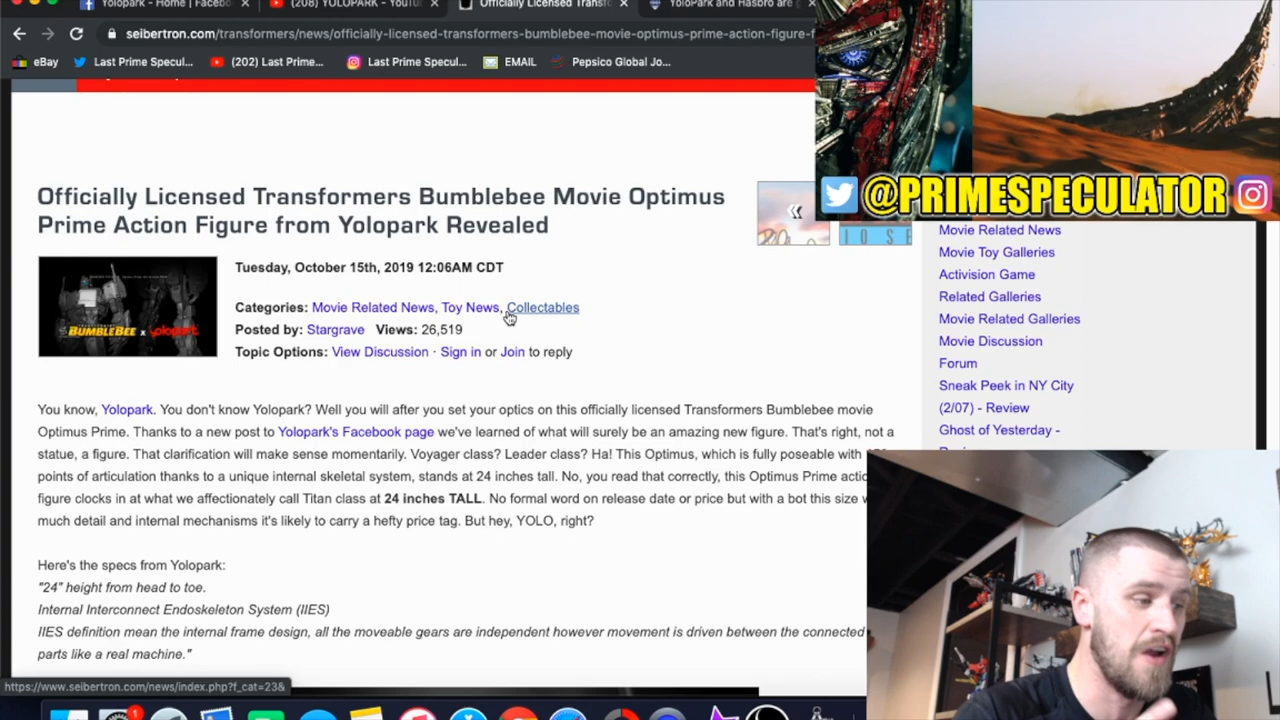 Yolopark - Home | Facebo
(208) YOLOPARK - YouTu
Officially Licensed Transf
YoloPark and Hasbro are
seibertron.com/transformers/news/officially-licensed-transformers-bumblebee-movie-optimus-prime-action-figure-f
eBay
Last Prime Specul...
(202) Last Prime...
Last Prime Specul...
EMAIL
Pepsico Global Jo...
@PRIMESPECULATOR
Officially Licensed Transformers Bumblebee Movie Optimus
Prime Action Figure from Yolopark Revealed
Tuesday, October 15th, 2019 12:06AM CDT
Categories: Movie Related News, Toy News, Collectables
Posted by: Stargrave Views: 26,519
Topic Options: View Discussion · Sign in or Join to reply
BUMBLEBEE x yolopark
You know, Yolopark. You don't know Yolopark? Well you will after you set your optics on this officially licensed Transformers Bumblebee movie
Optimus Prime. Thanks to a new post to Yolopark's Facebook page we've learned of what will surely be an amazing new figure. That's right, not a
statue, a figure. That clarification will make sense momentarily. Voyager class? Leader class? Ha! This Optimus, which is fully poseable with
points of articulation thanks to a unique internal skeletal system, stands at 24 inches tall. No, you read that correctly, this Optimus Prime actio
figure clocks in at what we affectionately call Titan class at 24 inches TALL. No formal word on release date or price but with a bot this size
much detail and internal mechanisms it's likely to carry a hefty price tag. But hey, YOLO, right?
Here's the specs from Yolopark:
"24" height from head to toe.
Internal Interconnect Endoskeleton System (IIES)
IIES definition mean the internal frame design, all the moveable gears are independent however movement is driven between the connected
parts like a real machine."
Movie Related News
Movie Toy Galleries
Activision Game
Related Galleries
Movie Related Galleries
Movie Discussion
Forum
Sneak Peek in NY City
(2/07) - Review
Ghost of Yesterday -
https://www.seibertron.com/news/index.php?f_cat=23&
1